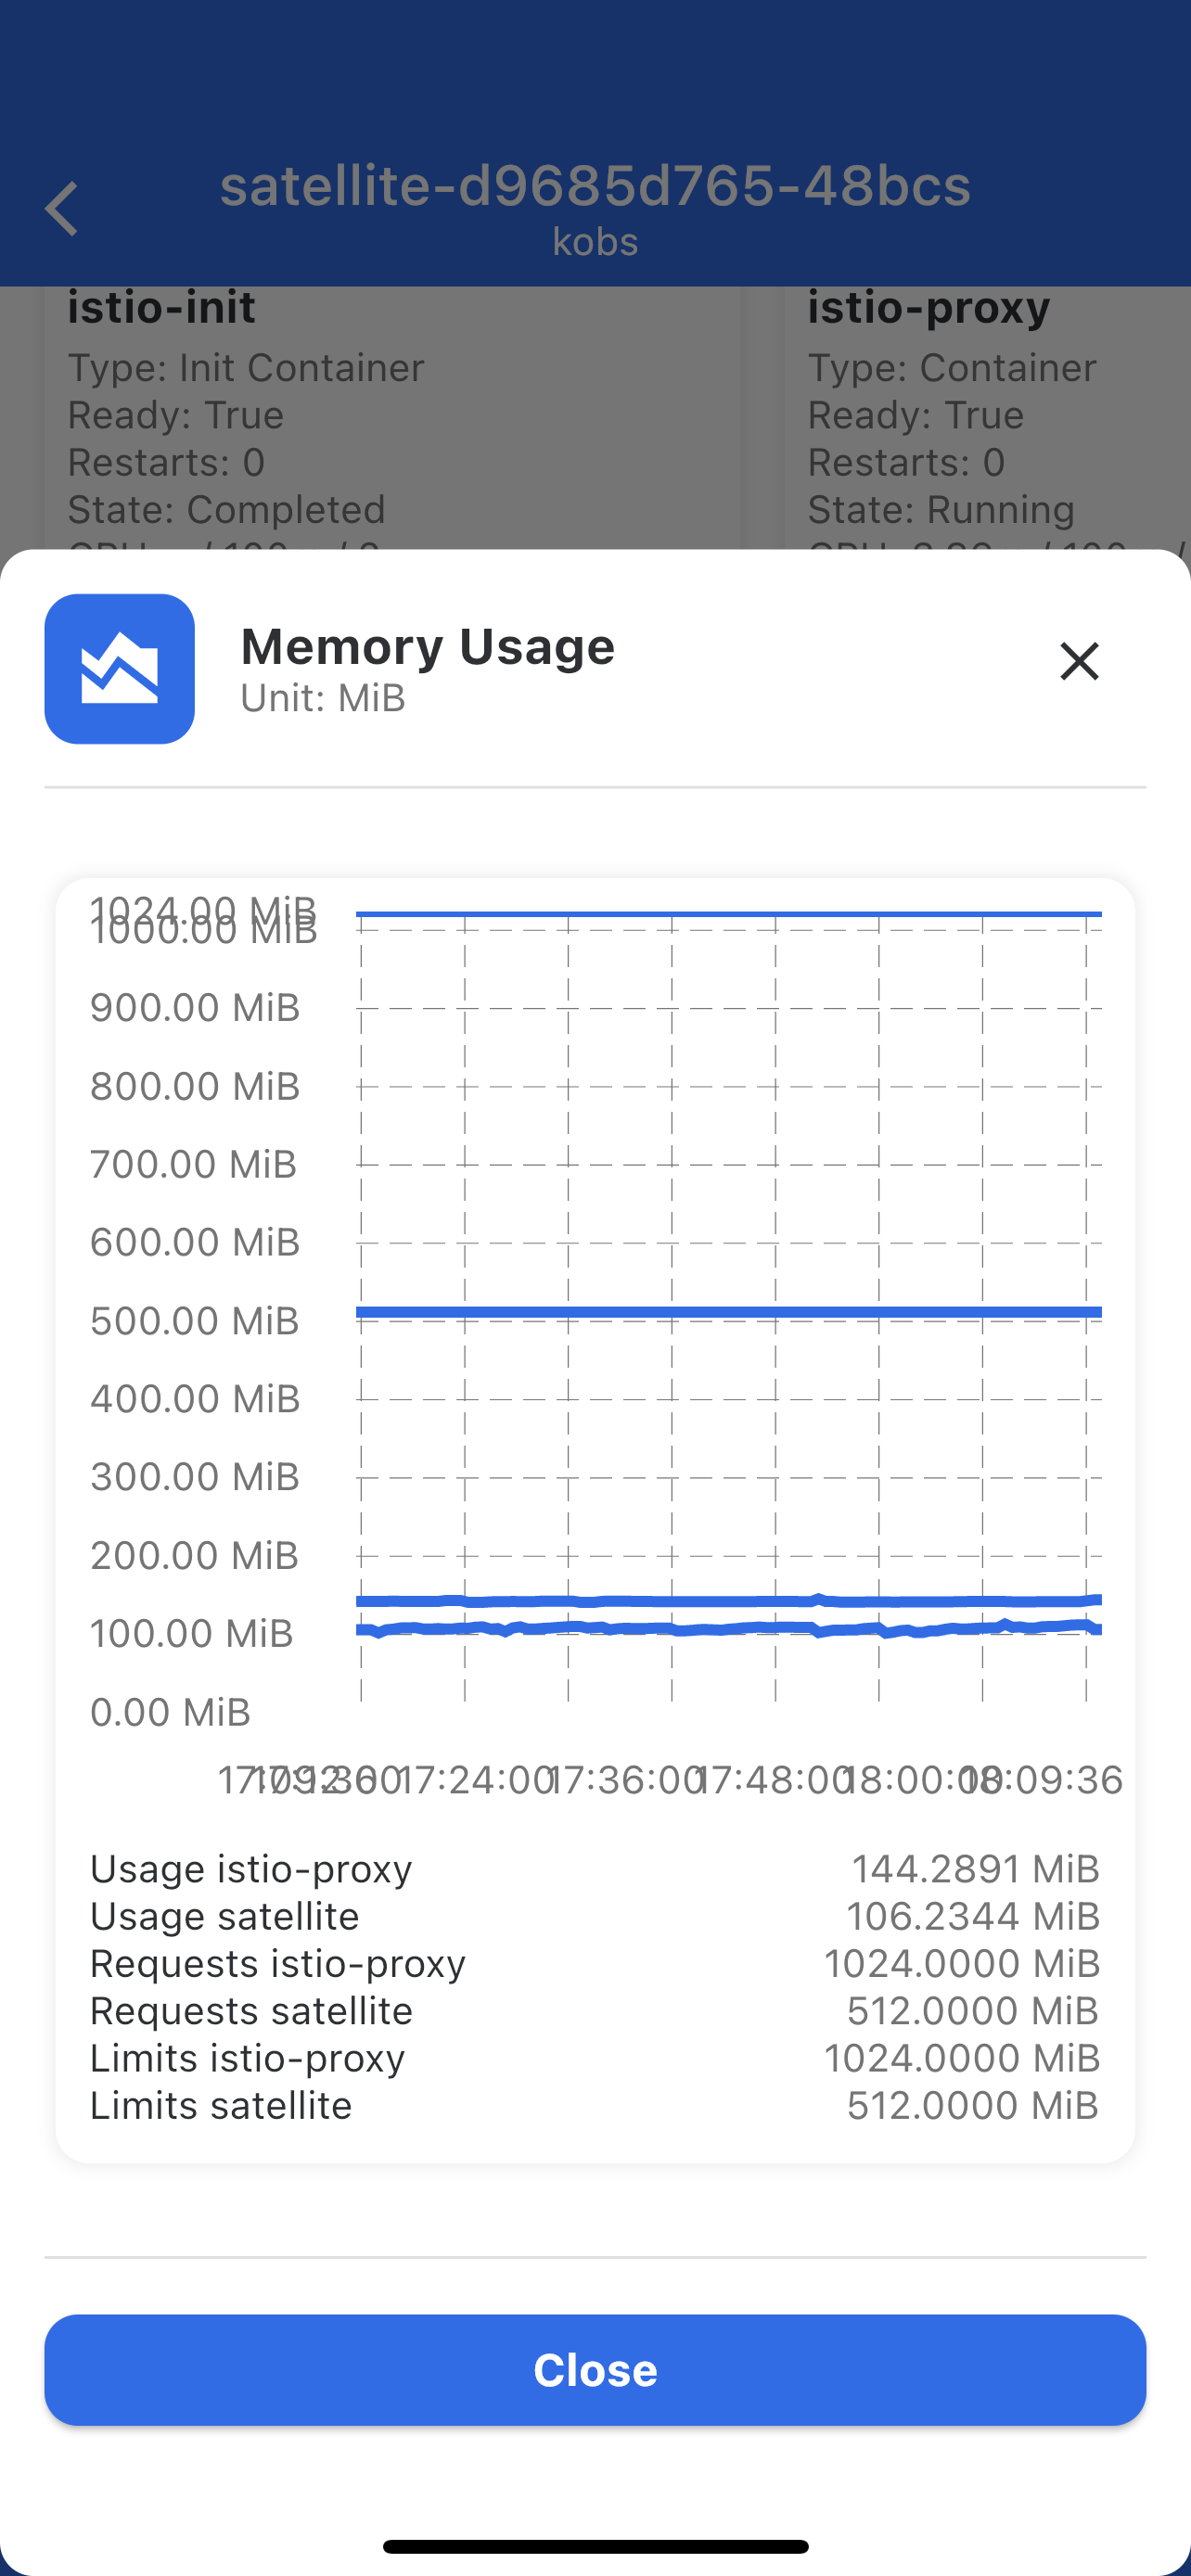 satellite-d9685d765-48bcs
kobs
istio-init
Type: Init Container
Ready: True
Restarts: 0
State: Completed
istio-proxy
Type: Container
Ready: True
Restarts: 0
State: Running
Memory Usage
Unit: MiB
1024.00 MiB
1000.00 MiB
900.00 MiB
800.00 MiB
700.00 MiB
600.00 MiB
500.00 MiB
400.00 MiB
300.00 MiB
200.00 MiB
100.00 MiB
0.00 MiB
17:09:36 17:12:00 17:24:00 17:36:00 17:48:00 18:00:00 18:09:36
Usage istio-proxy 144.2891 MiB
Usage satellite 106.2344 MiB
Requests istio-proxy 1024.0000 MiB
Requests satellite 512.0000 MiB
Limits istio-proxy 1024.0000 MiB
Limits satellite 512.0000 MiB
Close